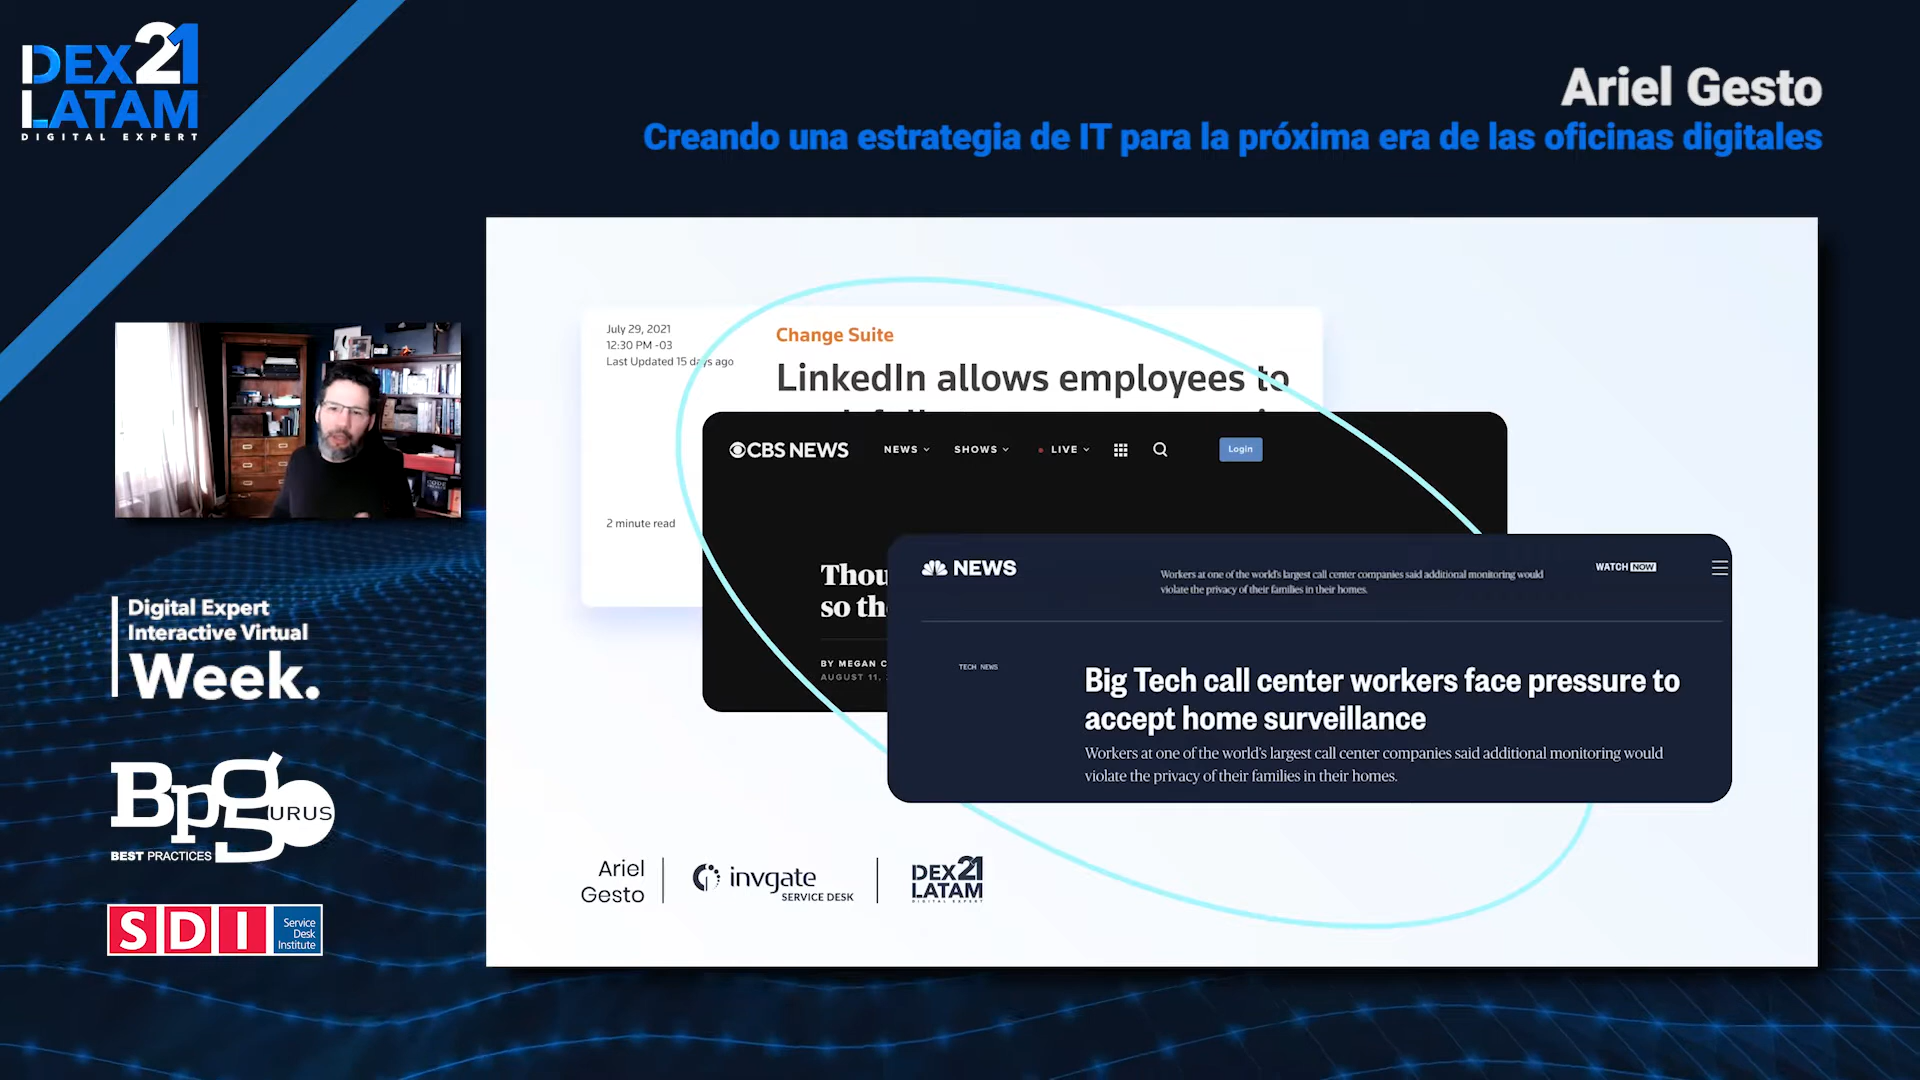 DEX21
LATAM
DIGITAL EXPERT
Ariel Gesto
Creando una estrategia de IT para la próxima era de las oficinas digitales
July 29, 2021
12:30 PM -03
Last Updated 15 days ago
2 minute read
Change Suite
LinkedIn allows employees to
CBS NEWS
NEWS
SHOWS
LIVE
Login
Thou
so th
BY MEGAN C
AUGUST 11,
NEWS
Workers at one of the world's largest call center companies said additional monitoring would
violate the privacy of their families in their homes.
WATCH NOW
TECH NEWS
Big Tech call center workers face pressure to
accept home surveillance
Workers at one of the world's largest call center companies said additional monitoring would
violate the privacy of their families in their homes.
Ariel
Gesto
invgate
SERVICE DESK
DEX21
LATAM
DIGITAL EXPERT
Digital Expert
Interactive Virtual
Week.
BpgURUS
BEST PRACTICES
SDI
Service
Desk
Institute